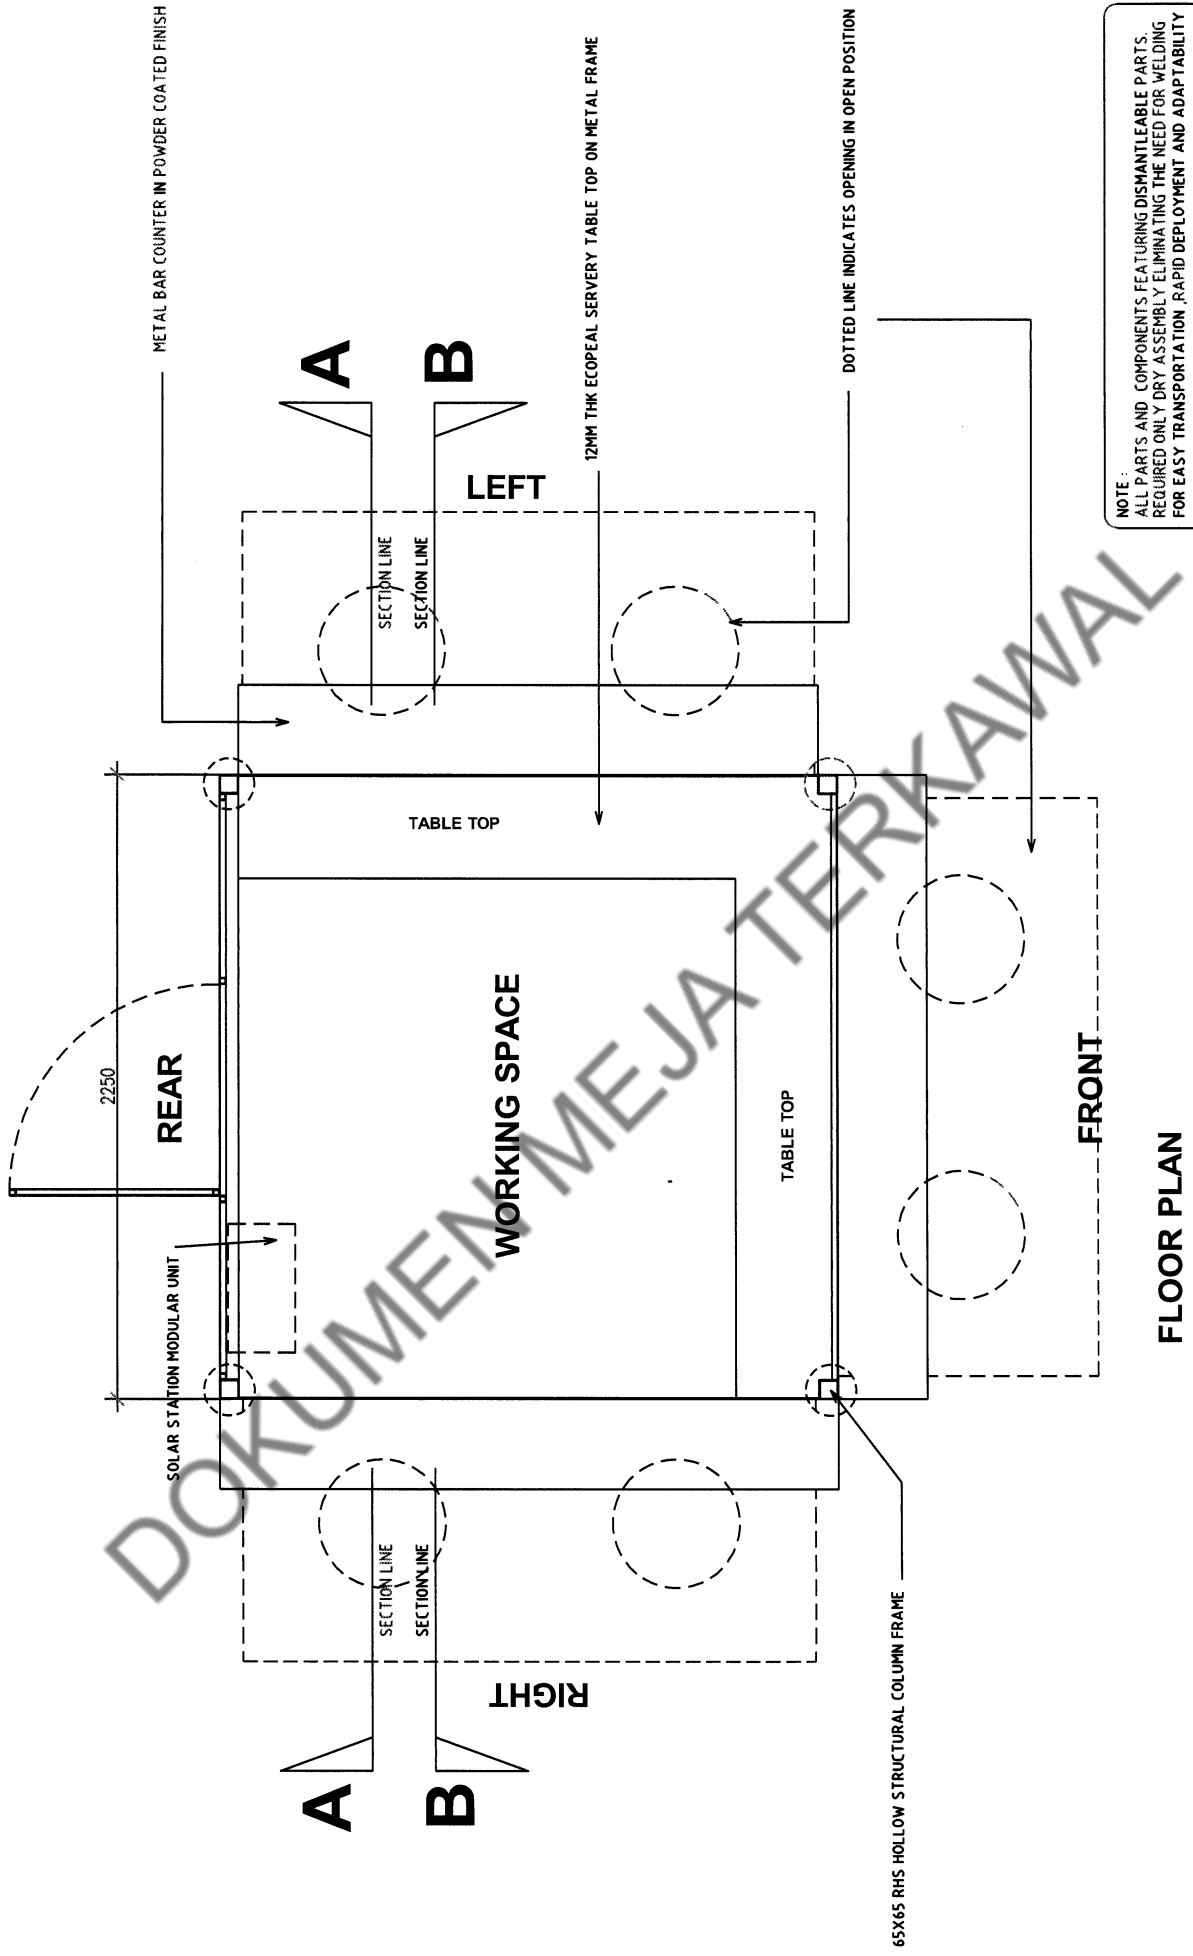 METAL BAR COUNTER IN POWDER COATED FINISH
A
B
LEFT
SECTION LINE
SECTION LINE
12MM THK ECOPEAL SERVERY TABLE TOP ON METAL FRAME
DOTTED LINE INDICATES OPENING IN OPEN POSITION
NOTE :
ALL PARTS AND COMPONENTS FEATURING DISMANTLEABLE PARTS.
REQUIRED ONLY DRY ASSEMBLY ELIMINATING THE NEED FOR WELDING
FOR EASY TRANSPORTATION ,RAPID DEPLOYMENT AND ADAPTABILITY
2250
REAR
TABLE TOP
WORKING SPACE
TABLE TOP
FRONT
SOLAR STATION MODULAR UNIT
SECTION LINE
SECTION LINE
RIGHT
A
B
65X65 RHS HOLLOW STRUCTURAL COLUMN FRAME
FLOOR PLAN
DOKUMEN MEJA TERKAWAL